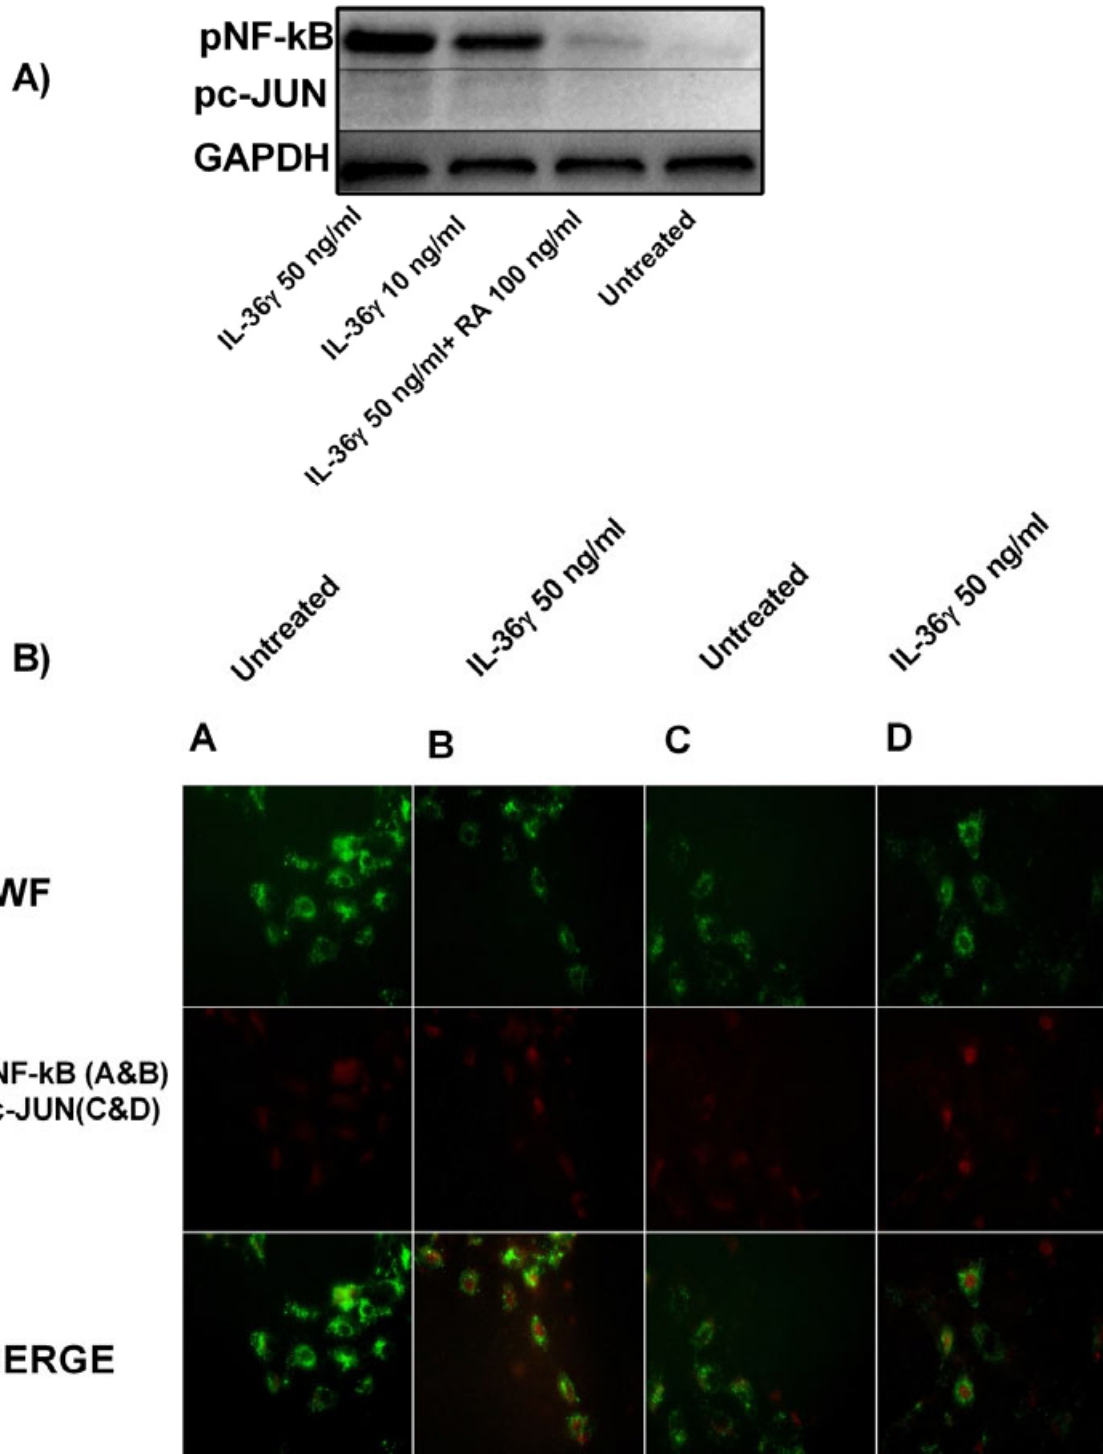 A)
pNF-kB
pc-JUN
GAPDH
IL-36γ 50 ng/ml
IL-36γ 10 ng/ml
IL-36γ 50 ng/ml+ RA 100 ng/ml
Untreated
B)
Untreated
IL-36γ 50 ng/ml
Untreated
IL-36γ 50 ng/ml
A
B
C
D
WF
NF-kB (A&B)
c-JUN(C&D)
ERGE